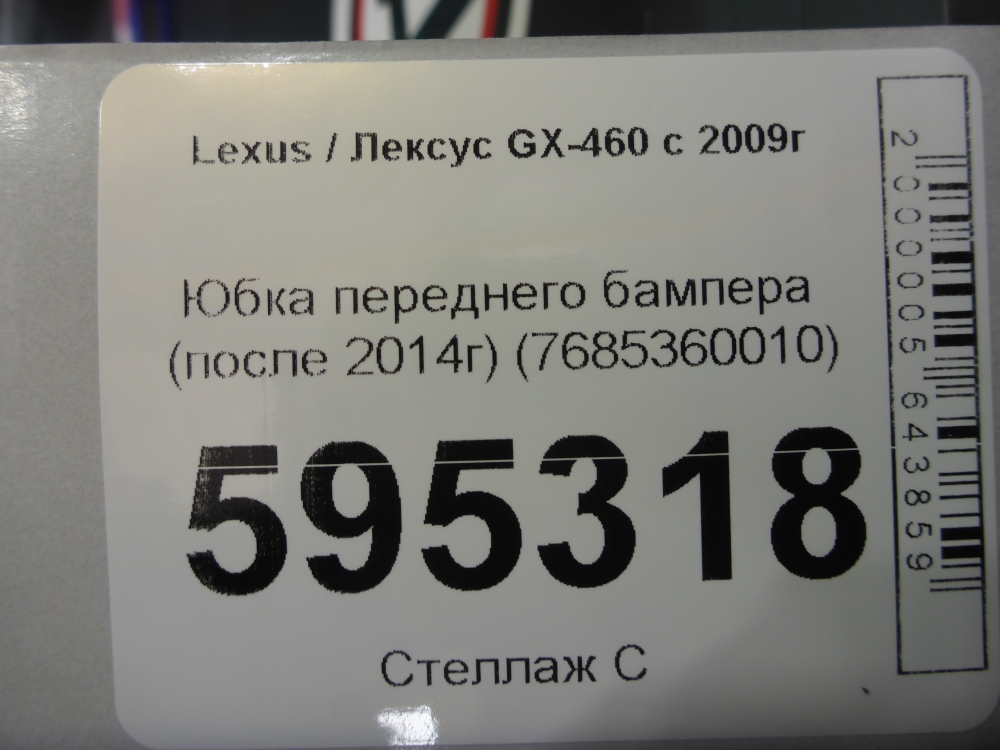 Lexus / Лексус GX-460 с 2009г
Юбка переднего бампера
(после 2014г) (7685360010)
595318
Стеллаж С
2000005643859